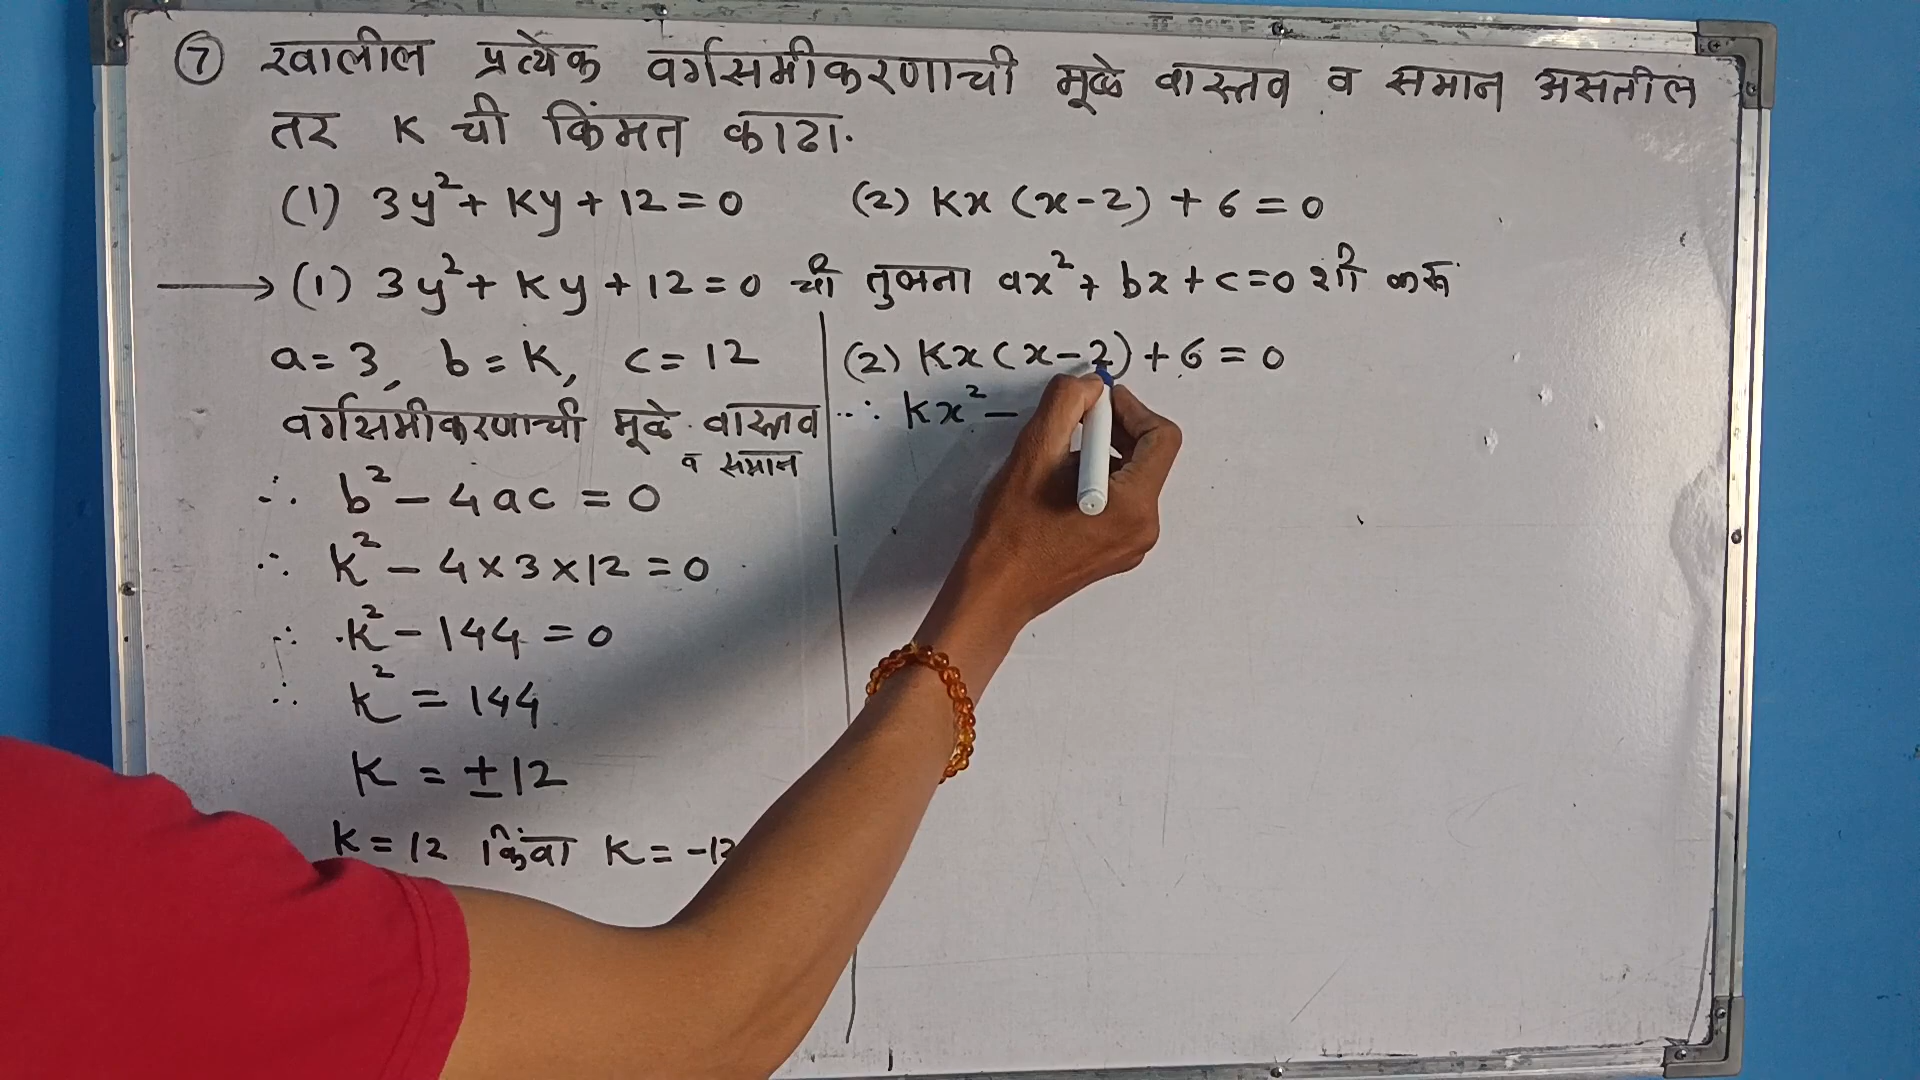 7 खालील प्रत्येक वर्गसमीकरणाची मूळे वास्तव व समान असतील
तर K ची किंमत काढा.
(1) 3y² + Ky + 12 = 0 (2) Kx (x-2) + 6 = 0
→ (1) 3y² + Ky + 12 = 0 ची तुलना ax² + bx + c = 0 शी करू
a = 3, b = K, c = 12
वर्गसमीकरणाची मूळे वास्तव
व समान
∴ b² - 4ac = 0
∴ K² - 4 × 3 × 12 = 0
∴ K² - 144 = 0
∴ K² = 144
K = ± 12
K = 12 किंवा K = -12
(2) Kx (x-2) + 6 = 0
∴ Kx² -